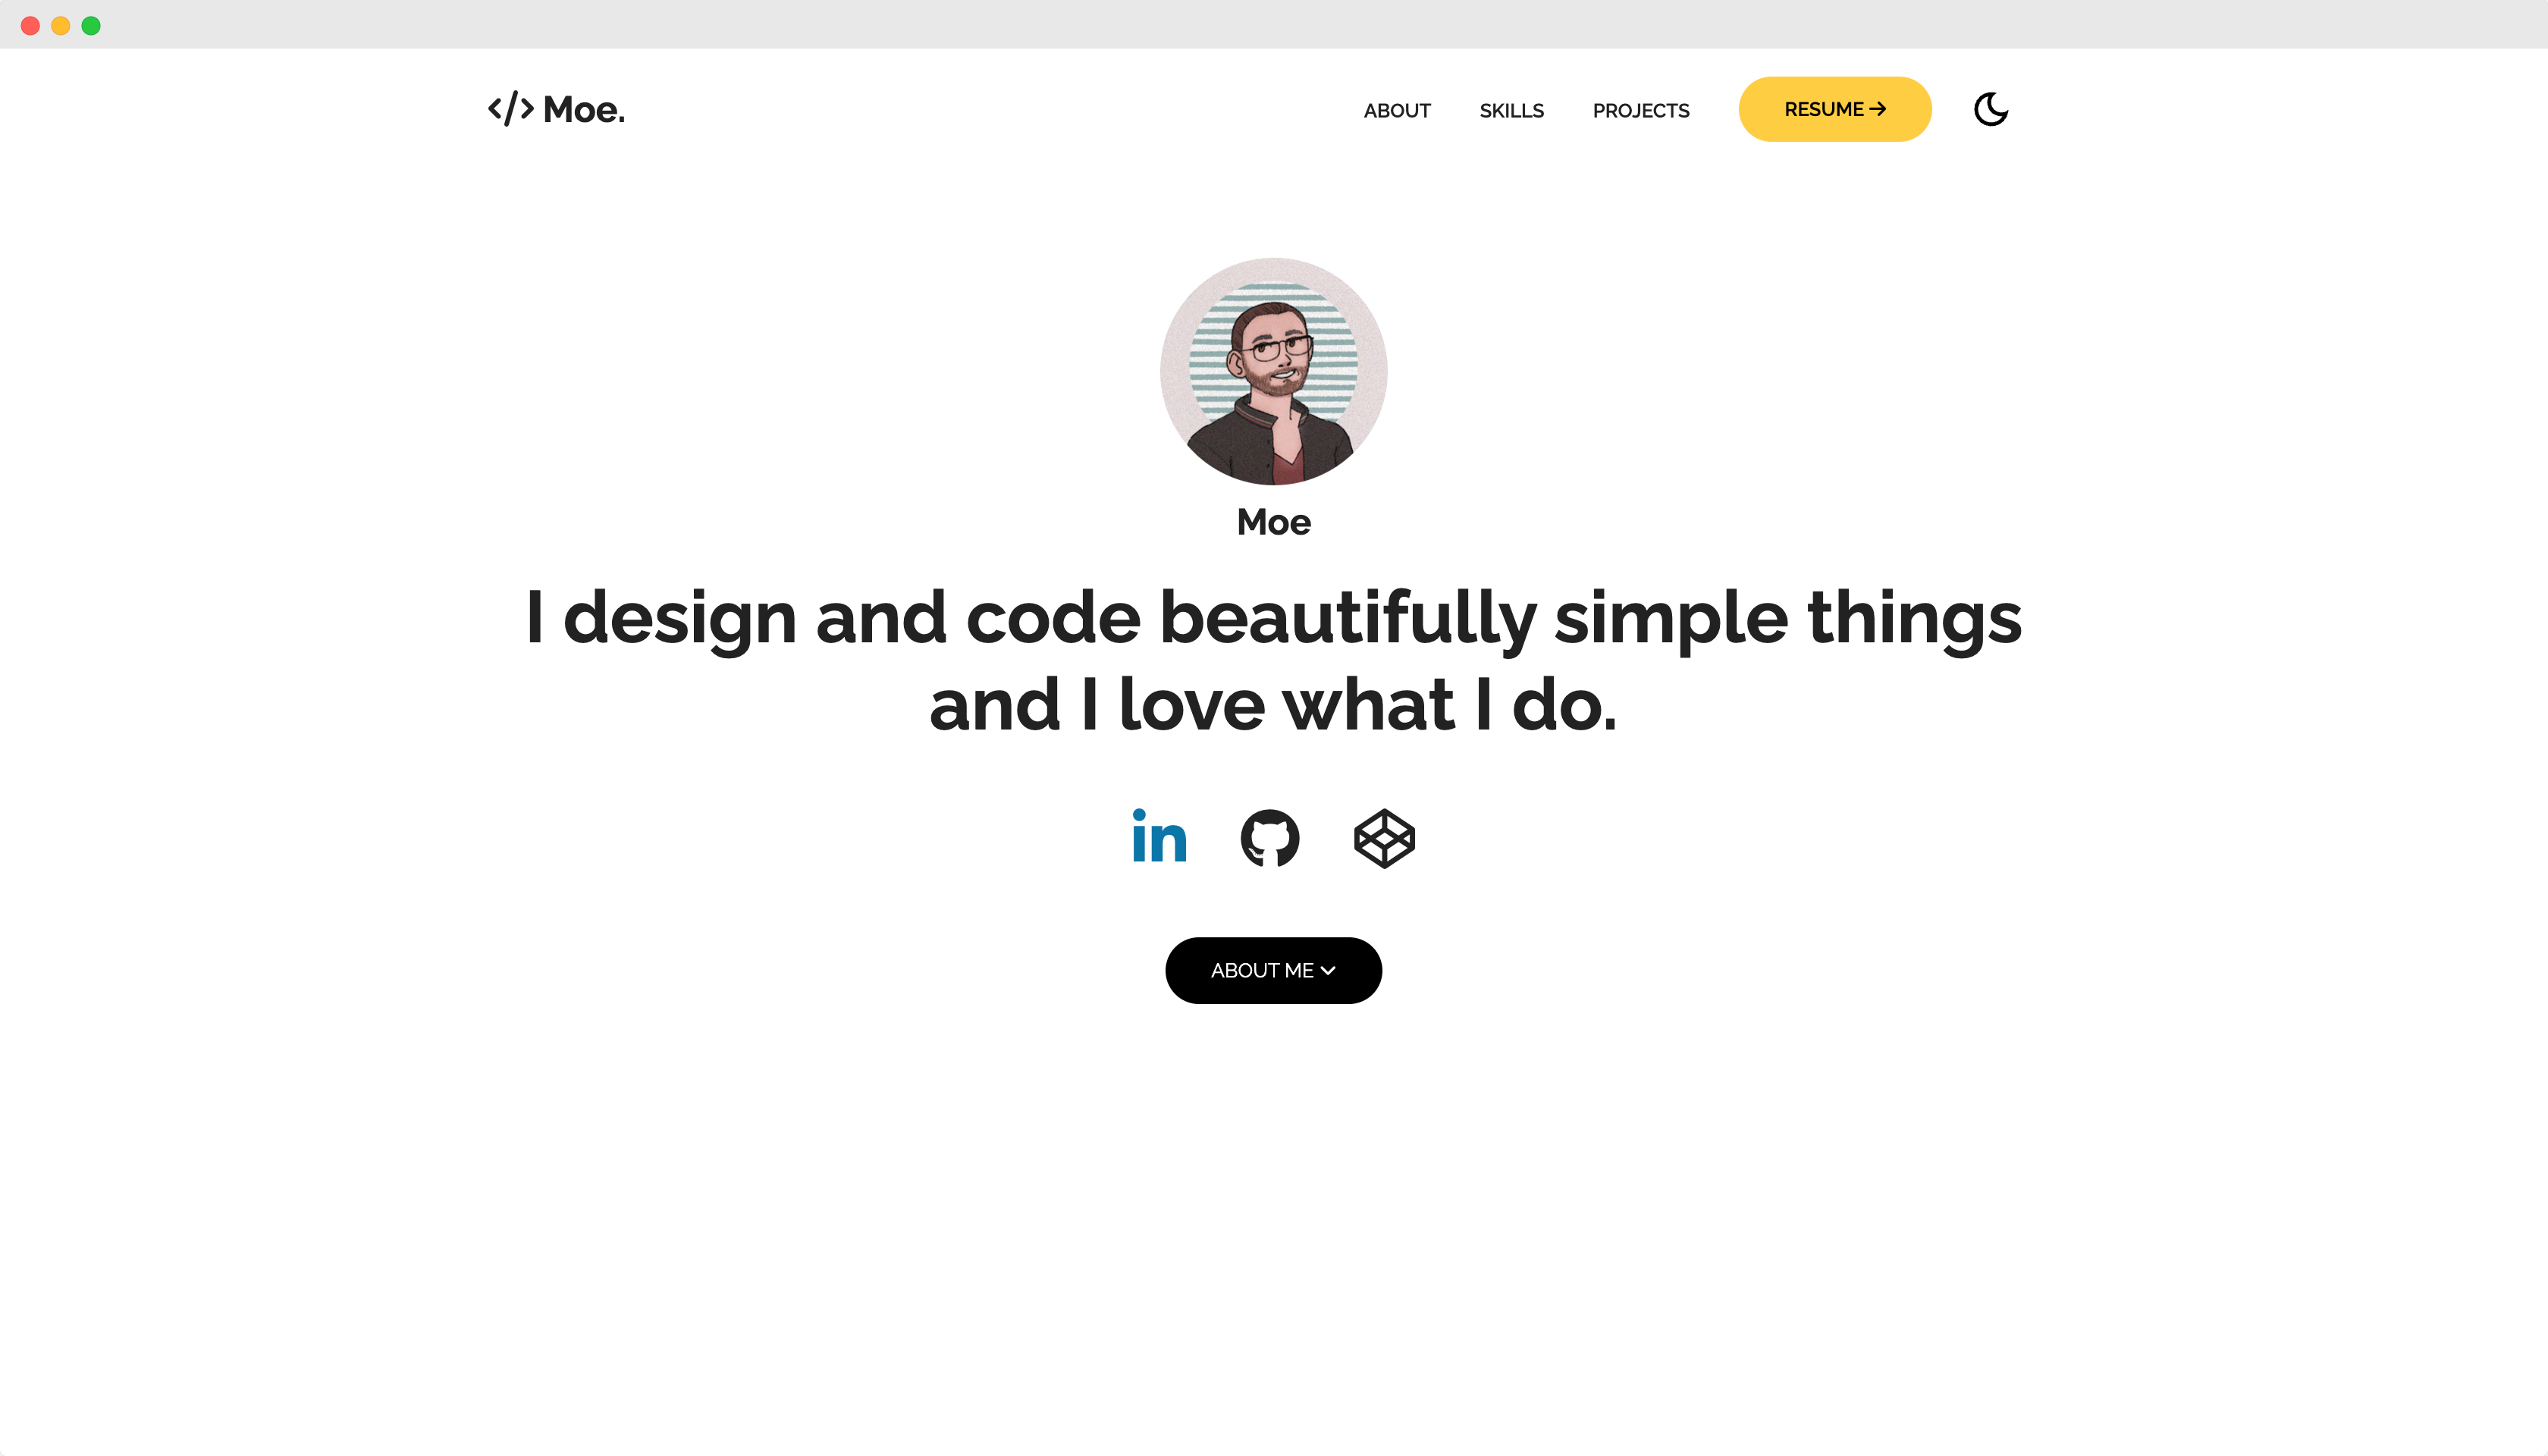 </> Moe.
ABOUT SKILLS PROJECTS RESUME →
Moe
I design and code beautifully simple things
and I love what I do.
in
ABOUT ME